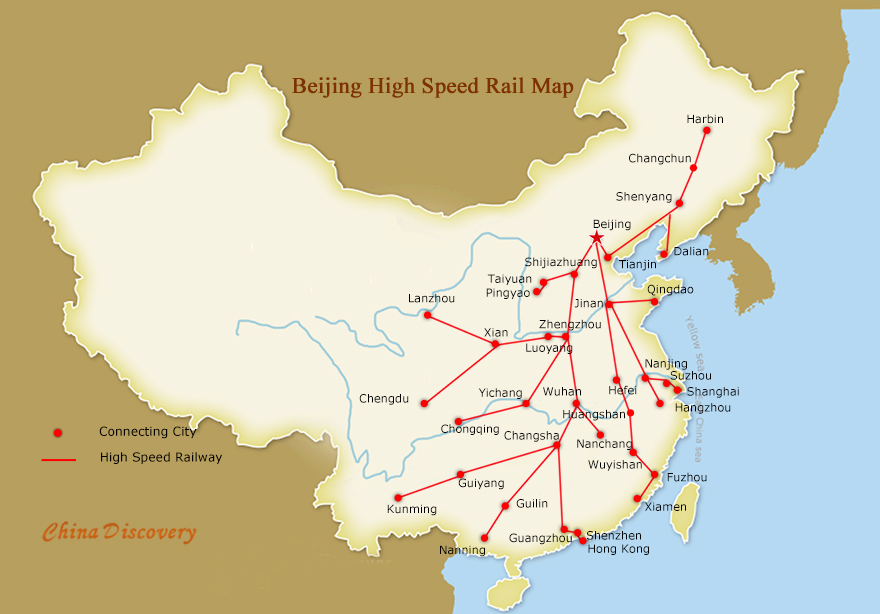 Beijing High Speed Rail Map
Harbin
Changchun
Shenyang
Beijing
Dalian
Tianjin
Shijiazhuang
Taiyuan
Pingyao
Qingdao
Jinan
Lanzhou
Zhengzhou
Xian
Luoyang
Yellow sea
Nanjing
Suzhou
Shanghai
Hefei
Hangzhou
Chengdu
Yichang
Wuhan
Huangshan
Chongqing
Changsha
Nanchang
China sea
Connecting City
High Speed Railway
Wuyishan
Fuzhou
Guiyang
Kunming
Guilin
Xiamen
Nanning
Guangzhou
Shenzhen
Hong Kong
China Discovery